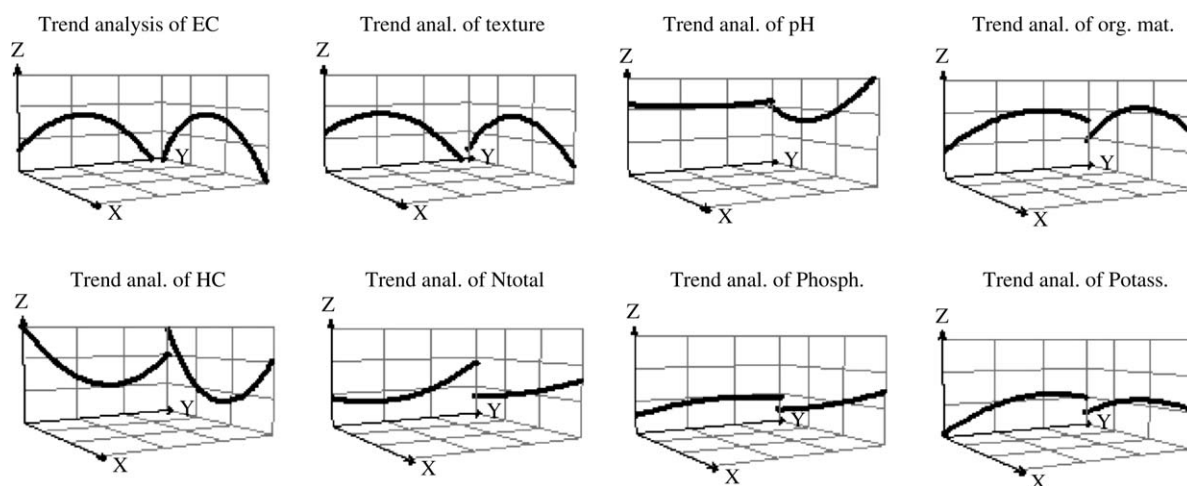 Trend analysis of EC
Trend anal. of texture
Trend anal. of pH
Trend anal. of org. mat.
Z
Z
Z
Z
Y
Y
Y
Y
X
X
X
X
Trend anal. of HC
Trend anal. of Ntotal
Trend anal. of Phosph.
Trend anal. of Potass.
Z
Z
Z
Z
Y
Y
Y
Y
X
X
X
X